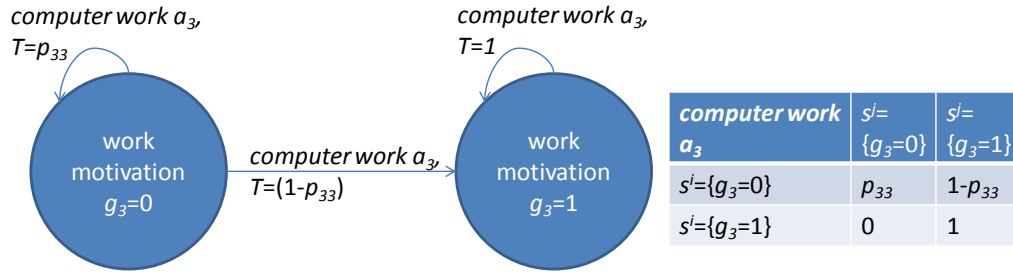 computer work a₃,
T=p₃₃
work
motivation
g₃=0
computer work a₃,
T=(1-p₃₃)
computer work a₃,
T=1
work
motivation
g₃=1
computer work a₃ sʲ={g₃=0} sʲ={g₃=1}
sⁱ={g₃=0} p₃₃ 1-p₃₃
sⁱ={g₃=1} 0 1